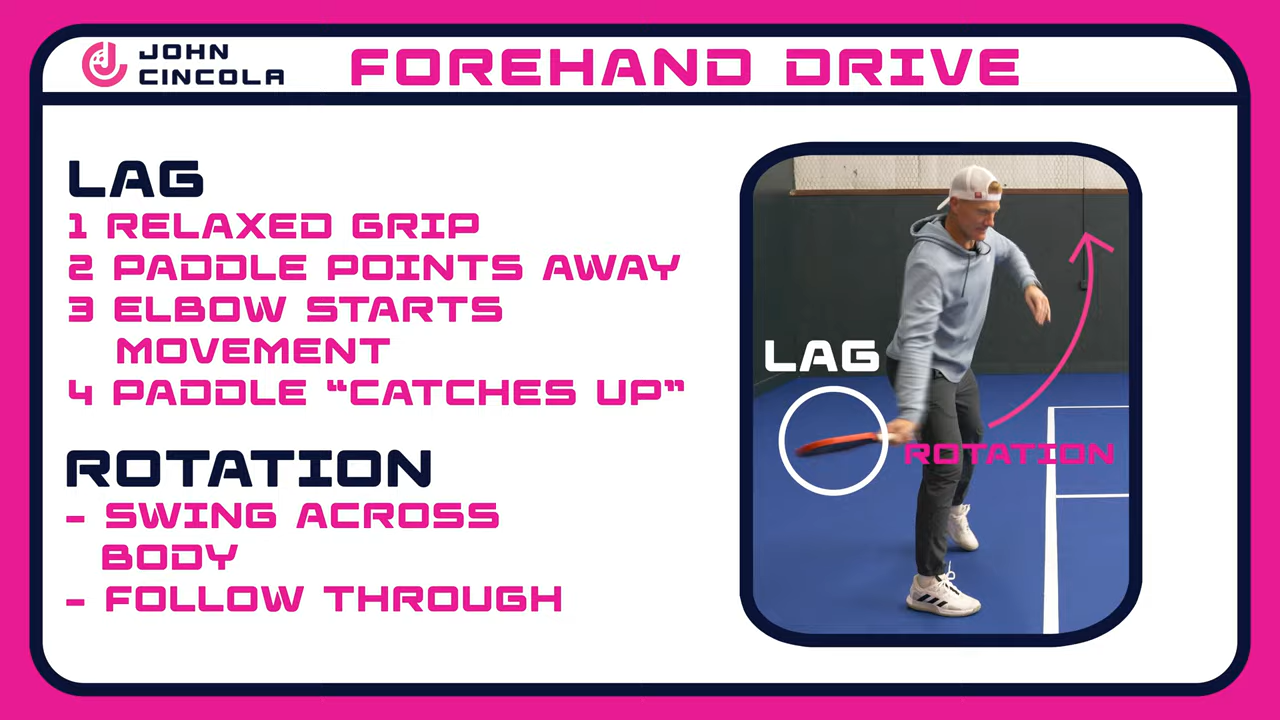 JOHN
CINCOLA
FOREHAND DRIVE
LAG
1 RELAXED GRIP
2 PADDLE POINTS AWAY
3 ELBOW STARTS
MOVEMENT
4 PADDLE “CATCHES UP”
ROTATION
- SWING ACROSS
BODY
- FOLLOW THROUGH
LAG
ROTATION